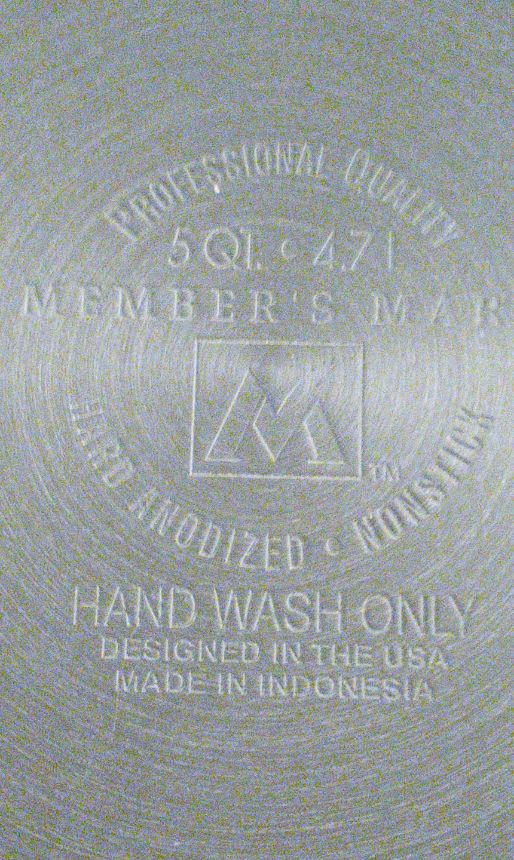 PROFESSIONAL QUALITY
5 QT. • 4.7 l
MEMBER'S MAR
M
TM
HARD ANODIZED • NONSTICK
HAND WASH ONLY
DESIGNED IN THE USA
MADE IN INDONESIA